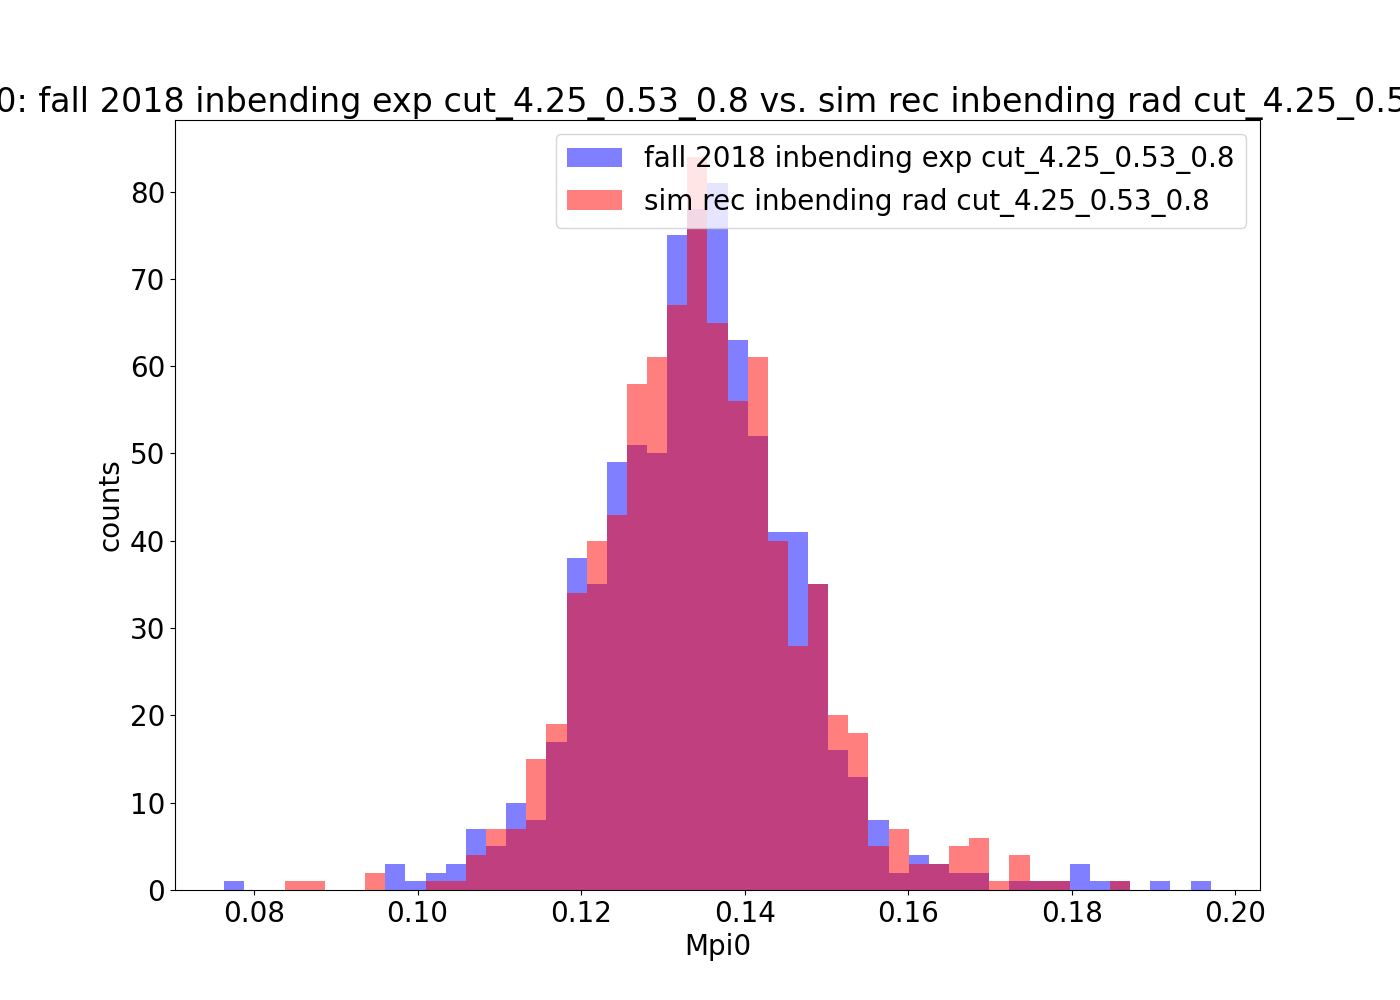 0: fall 2018 inbending exp cut_4.25_0.53_0.8 vs. sim rec inbending rad cut_4.25_0.5
fall 2018 inbending exp cut_4.25_0.53_0.8
sim rec inbending rad cut_4.25_0.53_0.8
80
70
60
50
40
30
20
10
0
counts
0.08 0.10 0.12 0.14 0.16 0.18 0.20
Mpi0